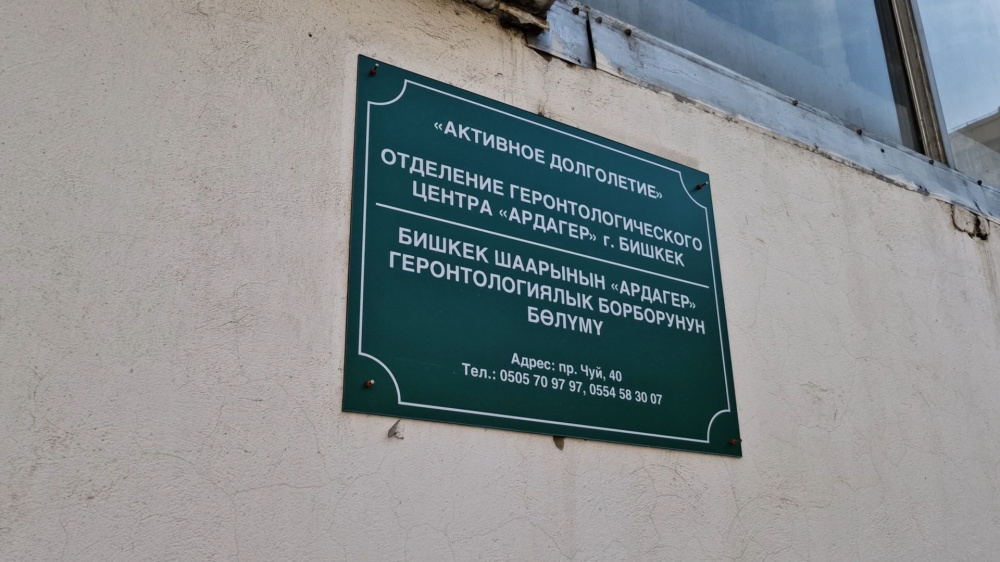 «АКТИВНОЕ ДОЛГОЛЕТИЕ»
ОТДЕЛЕНИЕ ГЕРОНТОЛОГИЧЕСКОГО
ЦЕНТРА «АРДАГЕР» г. БИШКЕК
БИШКЕК ШААРЫНЫН «АРДАГЕР»
ГЕРОНТОЛОГИЯЛЫК БОРБОРУНУН
БӨЛҮМҮ
Адрес: пр. Чуй, 40
Тел.: 0505 70 97 97, 0554 58 30 07